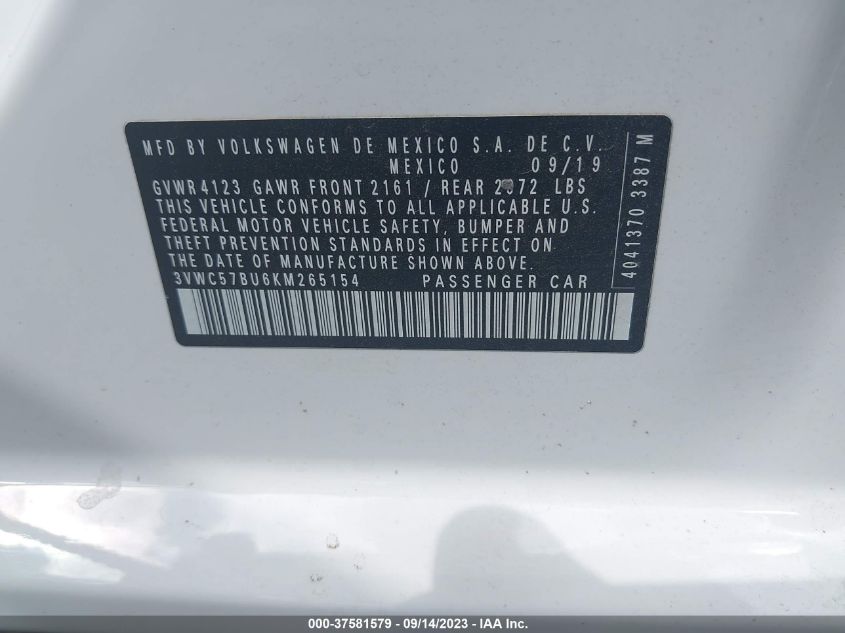 MFD BY VOLKSWAGEN DE MEXICO S.A. DE C.V.
MEXICO 09/19
GVWR 4123 GAWR FRONT 2161 / REAR LBS
THIS VEHICLE CONFORMS TO ALL APPLICABLE U.S.
FEDERAL MOTOR VEHICLE SAFETY, BUMPER AND
THEFT PREVENTION STANDARDS IN EFFECT ON
THE DATE OF MANUFACTURE SHOWN ABOVE.
3VWC57BU6KM265154 PASSENGER CAR
4041370 3387 M
000-37581579 - 09/14/2023 - IAA Inc.